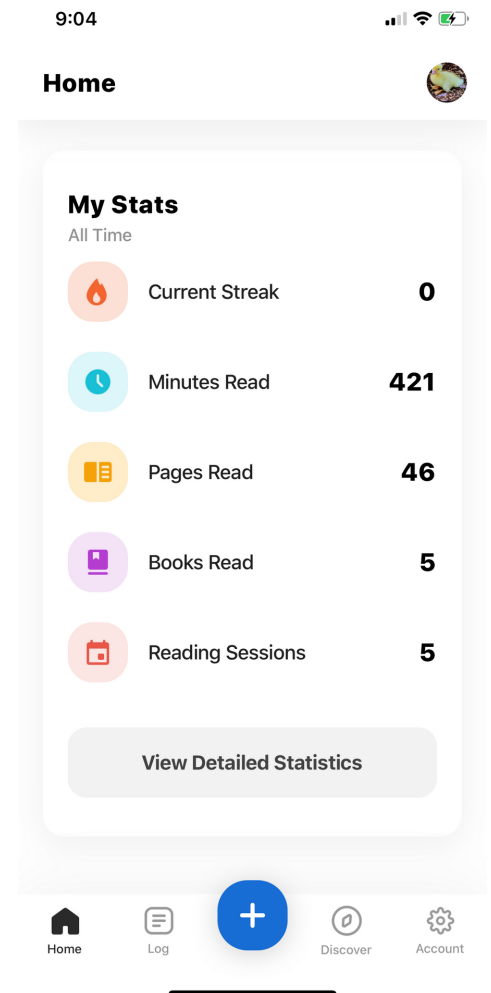 9:04
Home
My Stats
All Time
Current Streak 0
Minutes Read 421
Pages Read 46
Books Read 5
Reading Sessions 5
View Detailed Statistics
Home Log Discover Account